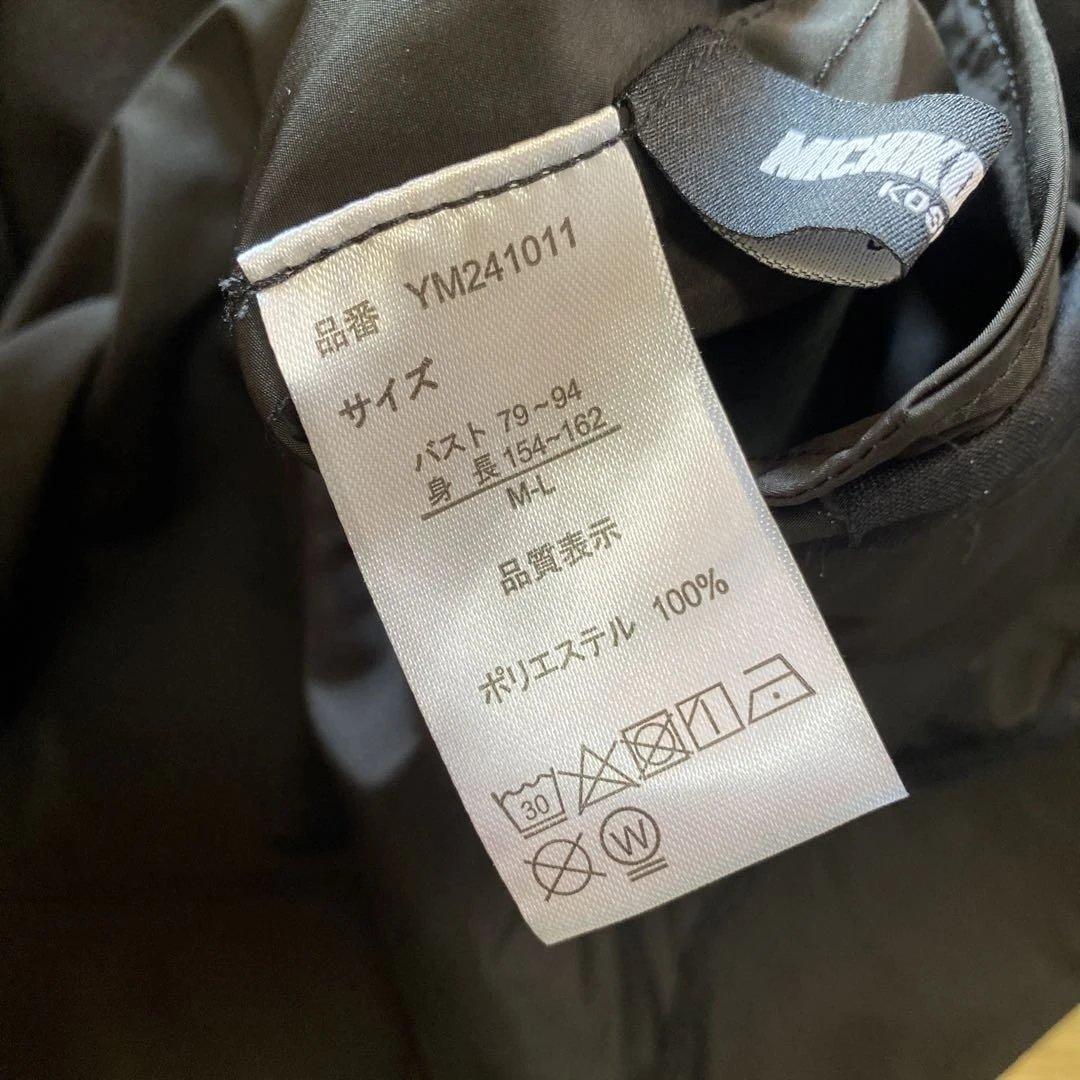 MICHIKO
KOS
品番 YM241011
サイズ
バスト 79~94
身 長 154~162
M-L
品質表示
ポリエステル 100%
30
W